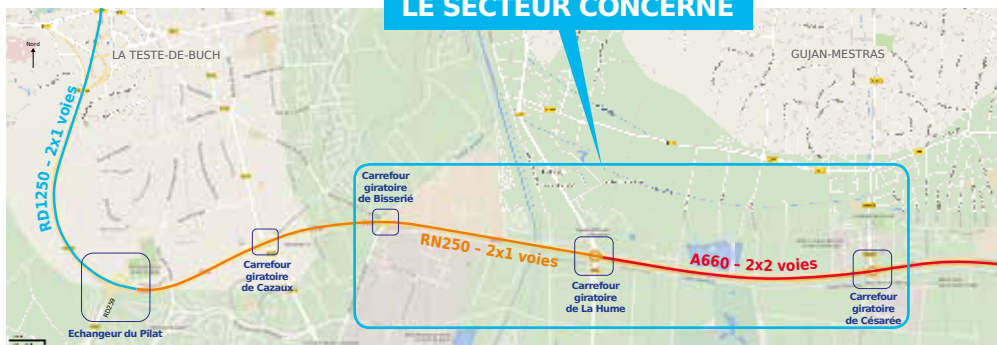 LE SECTEUR CONCERNÉ
Nord
LA TESTE-DE-BUCH
GUJAN-MESTRAS
RD1250 – 2x1 voies
Carrefour
giratoire
de Bisserié
RN250 – 2x1 voies
A660 – 2x2 voies
Carrefour
giratoire
de Cazaux
Carrefour
giratoire
de La Hume
Carrefour
giratoire
de Césarée
RD259
Echangeur du Pilat